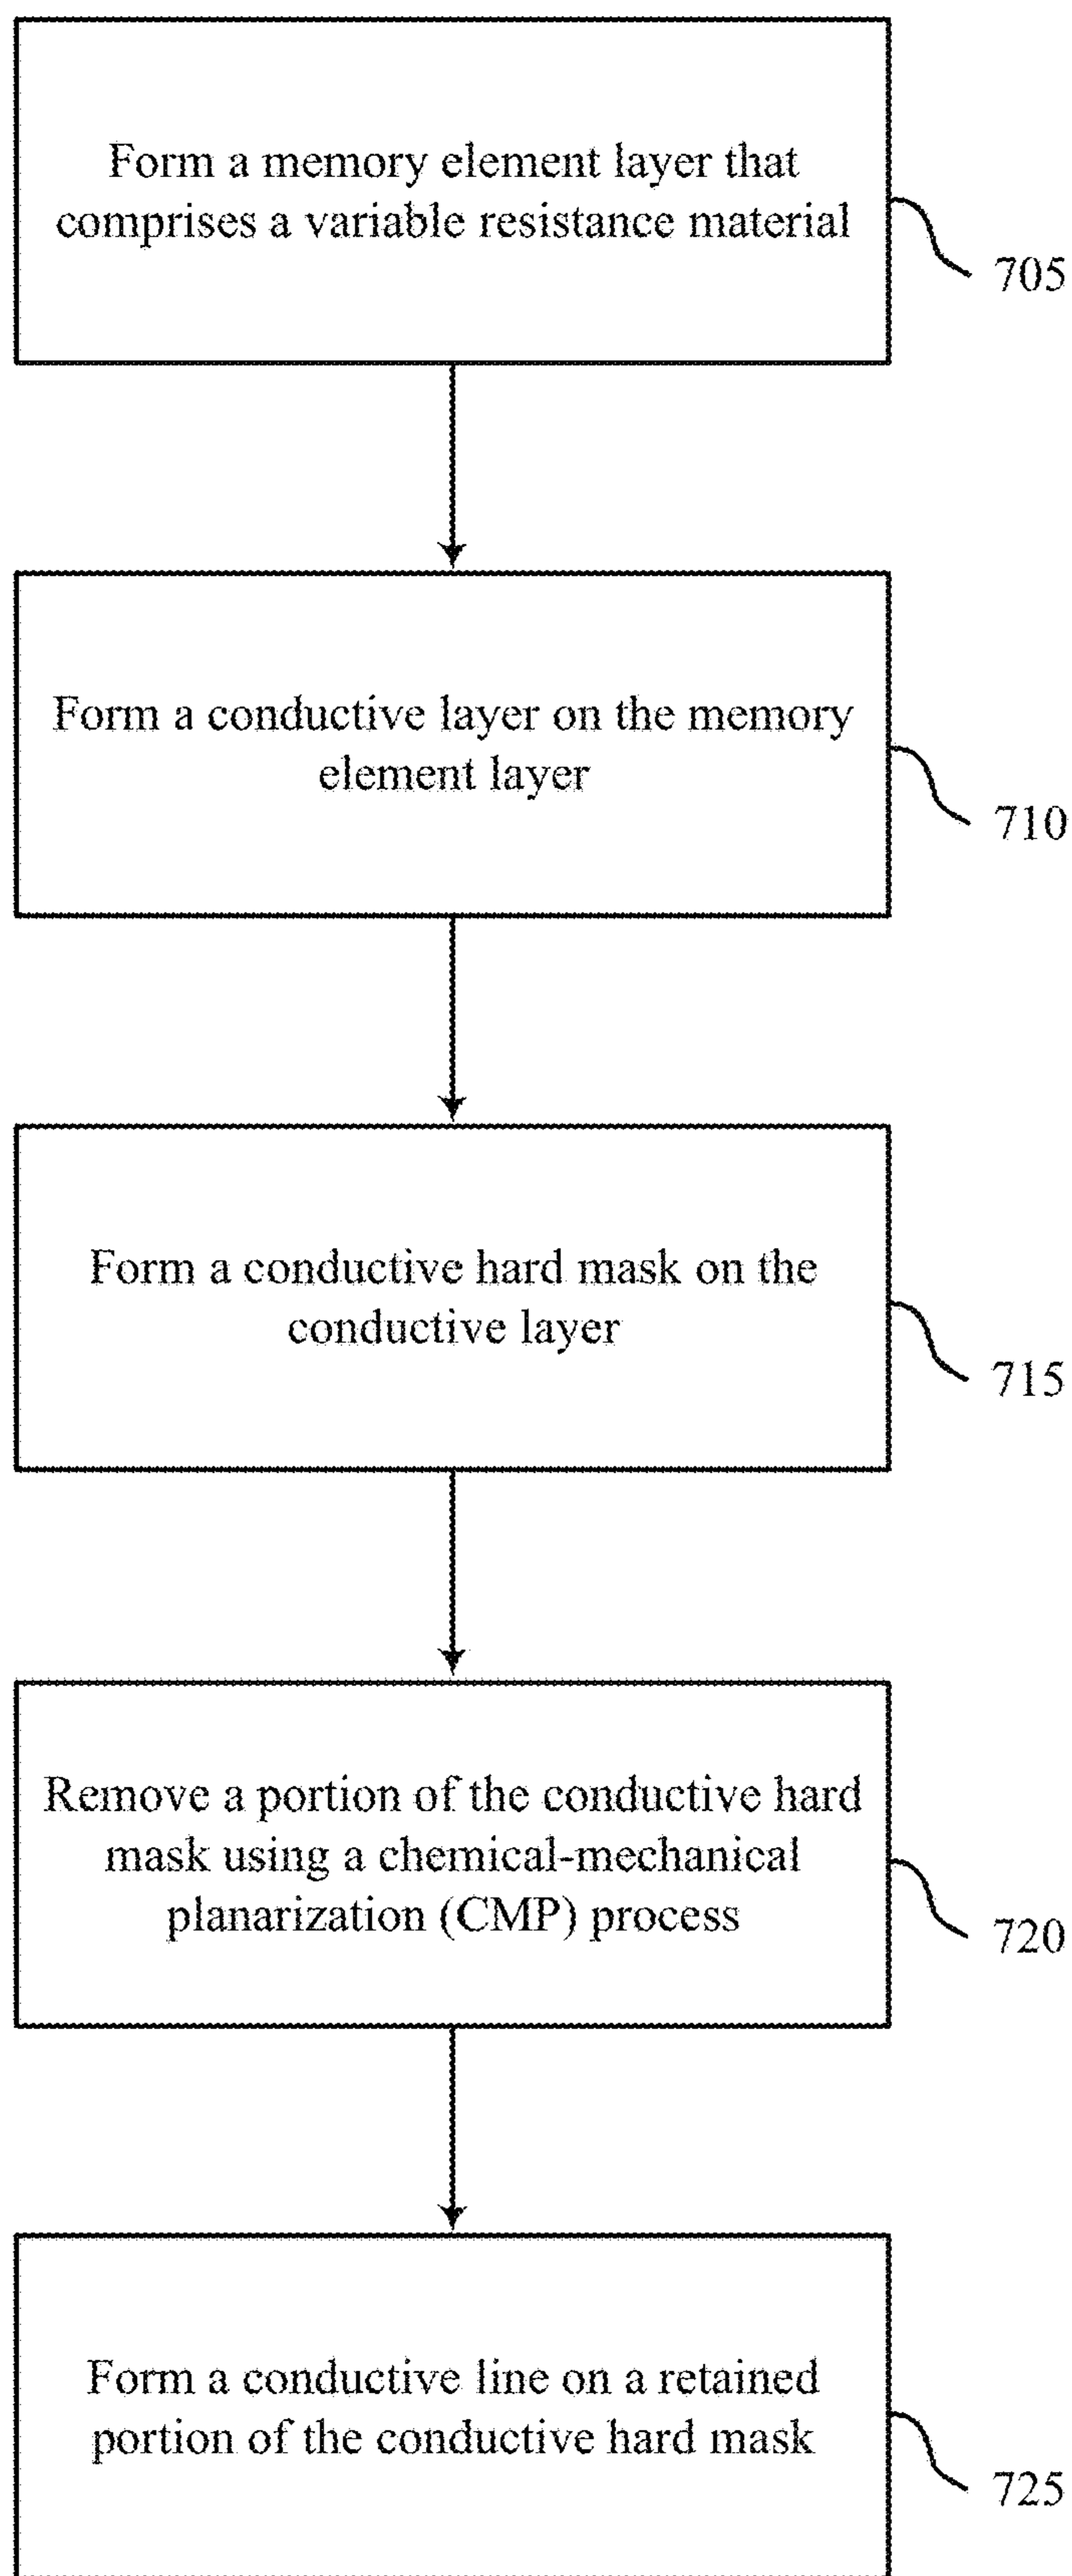 Form a memory element layer that
comprises a variable resistance material
705
Form a conductive layer on the memory
element layer
710
Form a conductive hard mask on the
conductive layer
715
Remove a portion of the conductive hard
mask using a chemical-mechanical
planarization (CMP) process
720
Form a conductive line on a retained
portion of the conductive hard mask
725